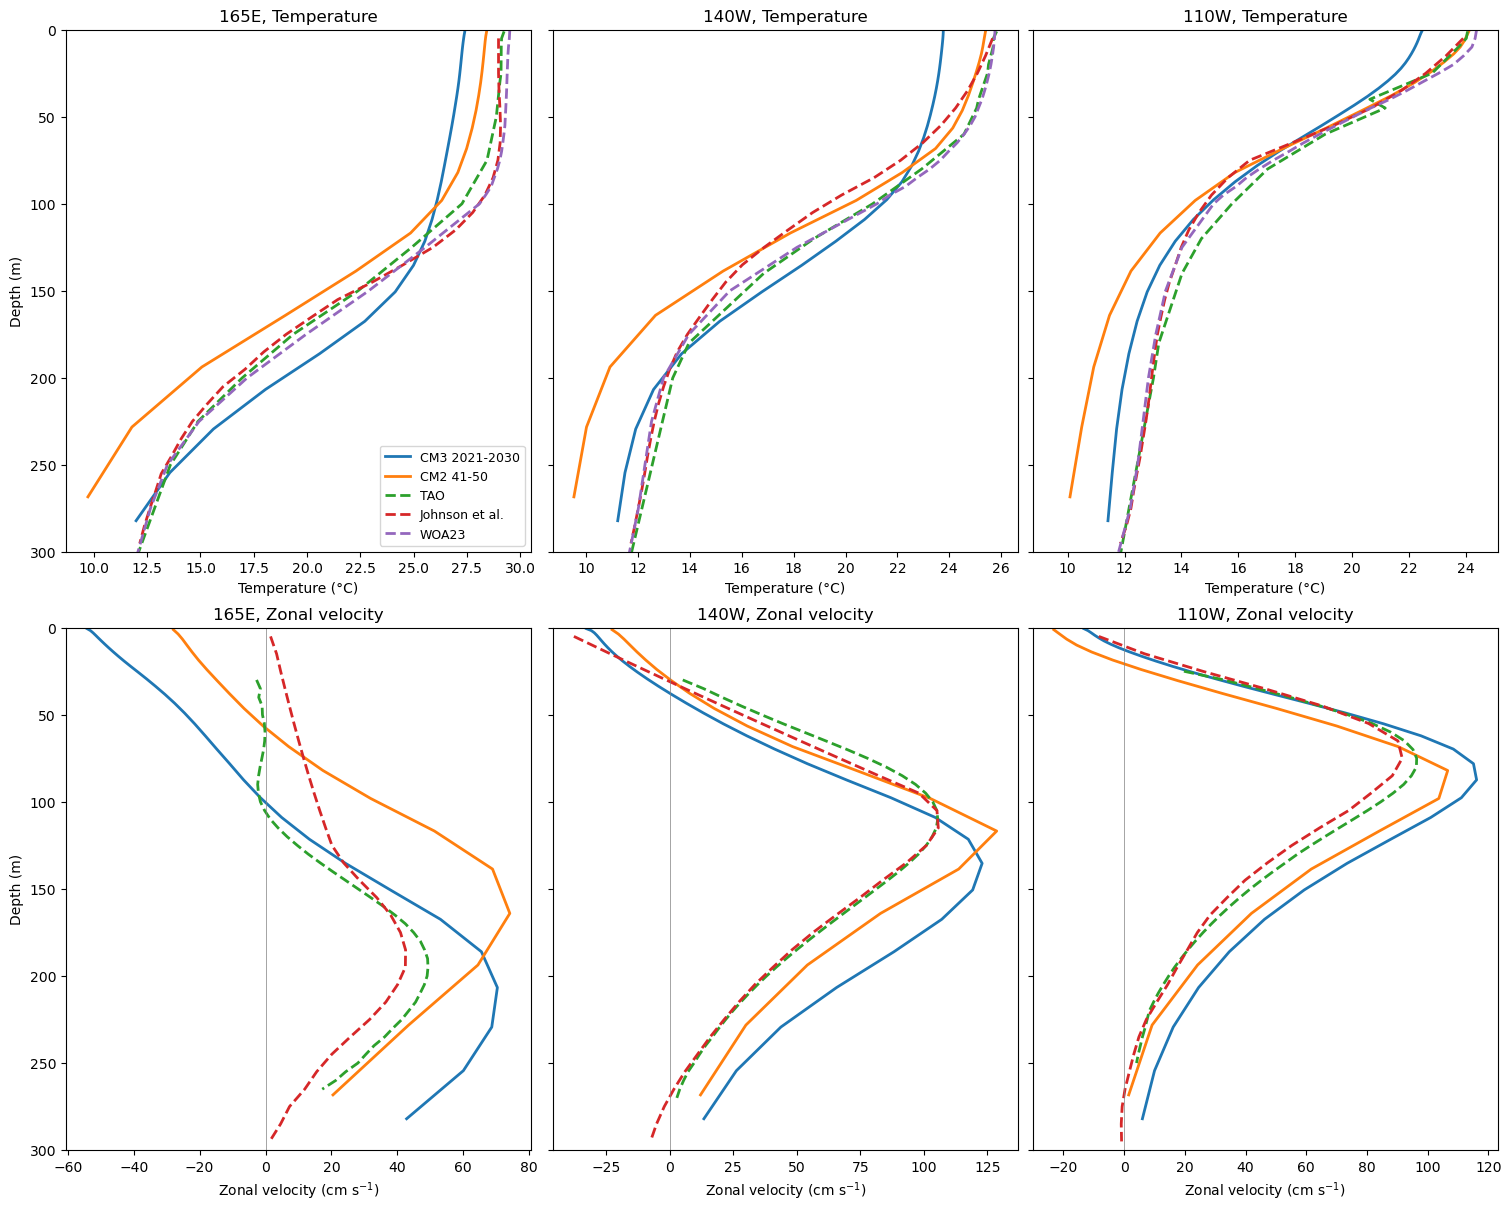 165E, Temperature
140W, Temperature
110W, Temperature
0
50
100
150
200
250
300
Depth (m)
CM3 2021-2030
CM2 41-50
TAO
Johnson et al.
WOA23
10.0 12.5 15.0 17.5 20.0 22.5 25.0 27.5 30.0
10 12 14 16 18 20 22 24 26
10 12 14 16 18 20 22 24
Temperature (°C)
Temperature (°C)
Temperature (°C)
165E, Zonal velocity
140W, Zonal velocity
110W, Zonal velocity
0
50
100
150
200
250
300
Depth (m)
−60 −40 −20 0 20 40 60 80
−25 0 25 50 75 100 125
−20 0 20 40 60 80 100 120
Zonal velocity (cm s⁻¹)
Zonal velocity (cm s⁻¹)
Zonal velocity (cm s⁻¹)